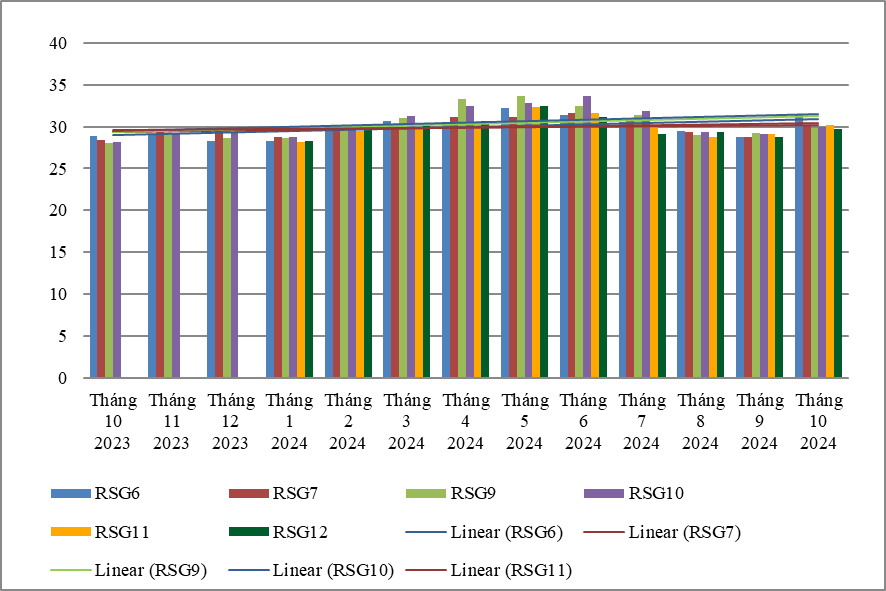 40
35
30
25
20
15
10
5
0
Tháng Tháng Tháng Tháng Tháng Tháng Tháng Tháng Tháng Tháng Tháng Tháng Tháng
10 11 12 1 2 3 4 5 6 7 8 9 10
2023 2023 2023 2024 2024 2024 2024 2024 2024 2024 2024 2024 2024
RSG6 RSG7 RSG9 RSG10
RSG11 RSG12 Linear (RSG6) Linear (RSG7)
Linear (RSG9) Linear (RSG10) Linear (RSG11)